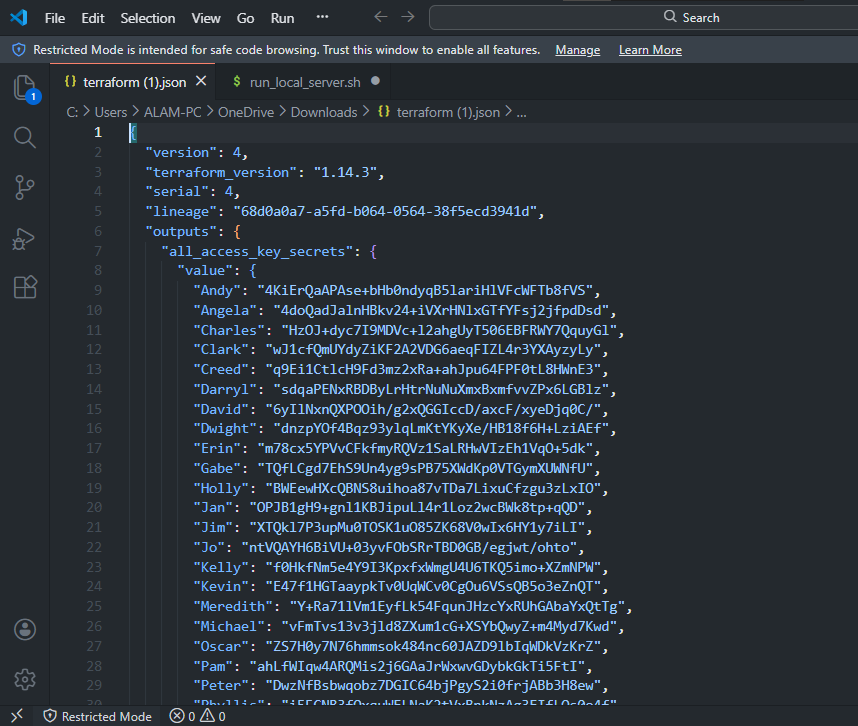 File Edit Selection View Go Run ··· Search
Restricted Mode is intended for safe code browsing. Trust this window to enable all features. Manage Learn More
{} terraform (1).json $ run_local_server.sh
1
C: > Users > ALAM-PC > OneDrive > Downloads > {} terraform (1).json > ...
1 {
2 "version": 4,
3 "terraform_version": "1.14.3",
4 "serial": 4,
5 "lineage": "68d0a0a7-a5fd-b064-0564-38f5ecd3941d",
6 "outputs": {
7 "all_access_key_secrets": {
8 "value": {
9 "Andy": "4KiErQaAPAse+bHb0ndyqB5lariHlVFcWFTb8fVS",
10 "Angela": "4doQadJalnHBkv24+iVXrHNlxGTfYFsj2jfpdDsd",
11 "Charles": "HzOJ+dyc7I9MDVc+l2ahgUyT506EBFRWY7QquyGl",
12 "Clark": "wJ1cfQmUYdyZiKF2A2VDG6aeqFIZL4r3YXAyzyLy",
13 "Creed": "q9Ei1CtlcH9Fd3mz2xRa+ahJpu64FPF0tL8HWnE3",
14 "Darryl": "sdqaPENxRBDByLrHtrNuNuXmxBxmfvvZPx6LGBlz",
15 "David": "6yIlNxnQXPOOih/g2xQGGIccD/axcF/xyeDjq0C/",
16 "Dwight": "dnzpYOf4Bqz93ylqLmKtYKyXe/HB18f6H+LziAEf",
17 "Erin": "m78cx5YPVvCFkfmyRQVz1SaLRHwVIzEh1VqO+5dk",
18 "Gabe": "TQfLCgd7EhS9Un4yg9sPB75XWdKp0VTGymXUWNfU",
19 "Holly": "BWEewHXcQBNS8uihoa87vTDa7LixuCfzgu3zLxIO",
20 "Jan": "OPJB1gH9+gnl1KBJipuLl4r1Loz2wcBWk8tp+qQD",
21 "Jim": "XTQkl7P3upMu0TOSK1uO85ZK68V0wIx6HY1y7iLI",
22 "Jo": "ntVQAYH6BiVU+03yvFObSRrTBD0GB/egjwt/ohto",
23 "Kelly": "f0HkfNm5e4Y9I3KpxfxWmgU4U6TKQ5imo+XZmNPW",
24 "Kevin": "E47f1HGTaaypkTv0UqWCv0CgOu6VSsQB5o3eZnQT",
25 "Meredith": "Y+Ra71lVm1EyfLk54FqunJHzcYxRUhGAbaYxQtTg",
26 "Michael": "vFmTvs13v3jld8ZXum1cG+XSYbQwyZ+m4Myd7Kwd",
27 "Oscar": "ZS7H0y7N76hmmsok484nc60JAZD9lbIqWDkVzKrZ",
28 "Pam": "ahLfWIqw4ARQMis2j6GAaJrWxwvGDybkGkTi5FtI",
29 "Peter": "DwzNfBsbwqobz7DGIC64bjPgyS2i0frjABb3H8ew",
Restricted Mode 0 0